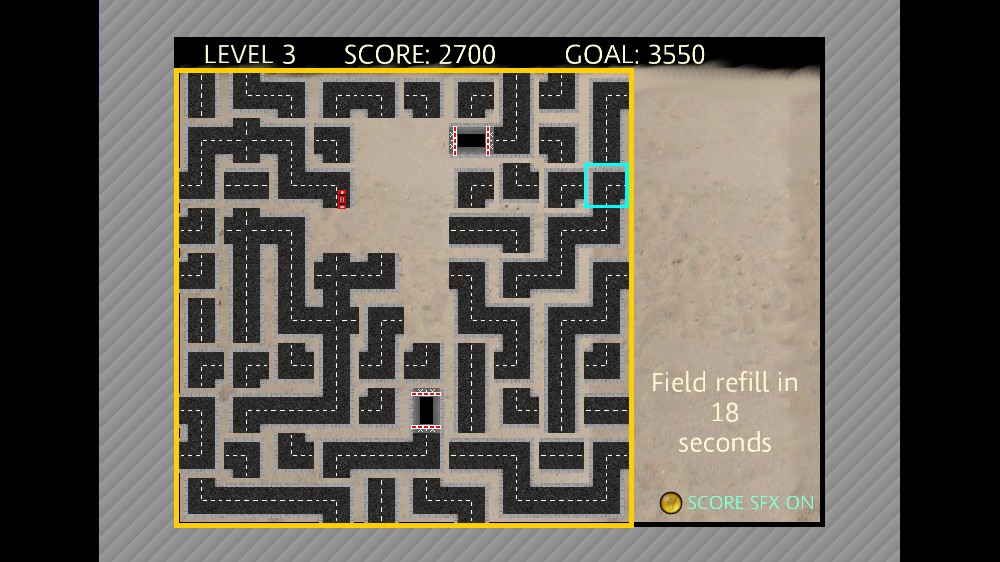 LEVEL 3 SCORE: 2700 GOAL: 3550
Field refill in
18
seconds
SCORE SFX ON